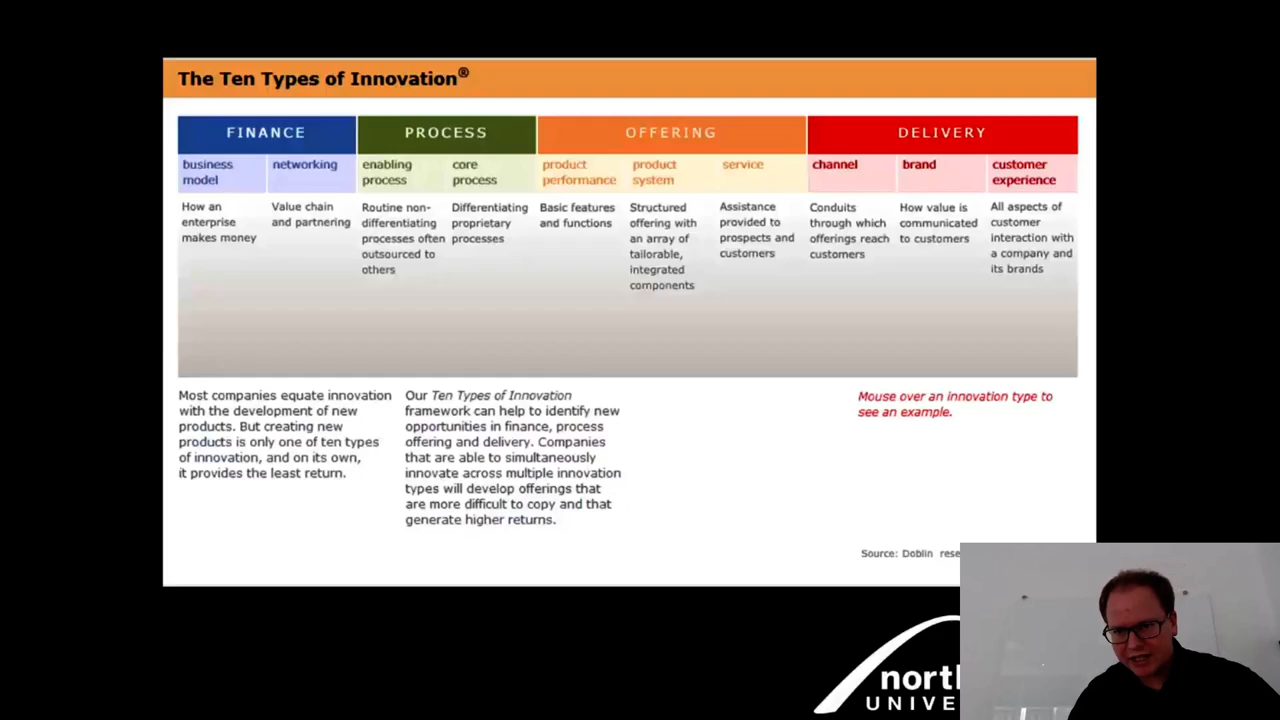 The Ten Types of Innovation®
FINANCE
PROCESS
OFFERING
DELIVERY
business
model
networking
enabling
process
core
process
product
performance
product
system
service
channel
brand
customer
experience
How an
enterprise
makes money
Value chain
and partnering
Routine non-
differentiating
processes often
outsourced to
others
Differentiating
proprietary
processes
Basic features
and functions
Structured
offering with
an array of
tailorable,
integrated
components
Assistance
provided to
prospects and
customers
Conduits
through which
offerings reach
customers
How value is
communicated
to customers
All aspects of
customer
interaction with
a company and
its brands
Most companies equate innovation
with the development of new
products. But creating new
products is only one of ten types
of innovation, and on its own,
it provides the least return.
Our Ten Types of Innovation
framework can help to identify new
opportunities in finance, process
offering and delivery. Companies
that are able to simultaneously
innovate across multiple innovation
types will develop offerings that
are more difficult to copy and that
generate higher returns.
Mouse over an innovation type to
see an example.
Source: Doblin